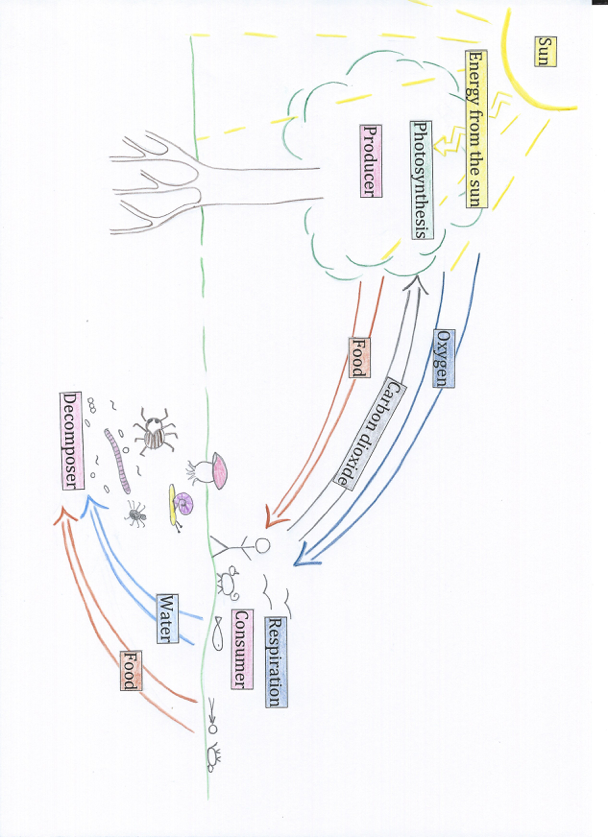 Sun
Energy from the sun
Photosynthesis
Producer
Oxygen
Carbon dioxide
Food
Respiration
Consumer
Water
Food
Decomposer